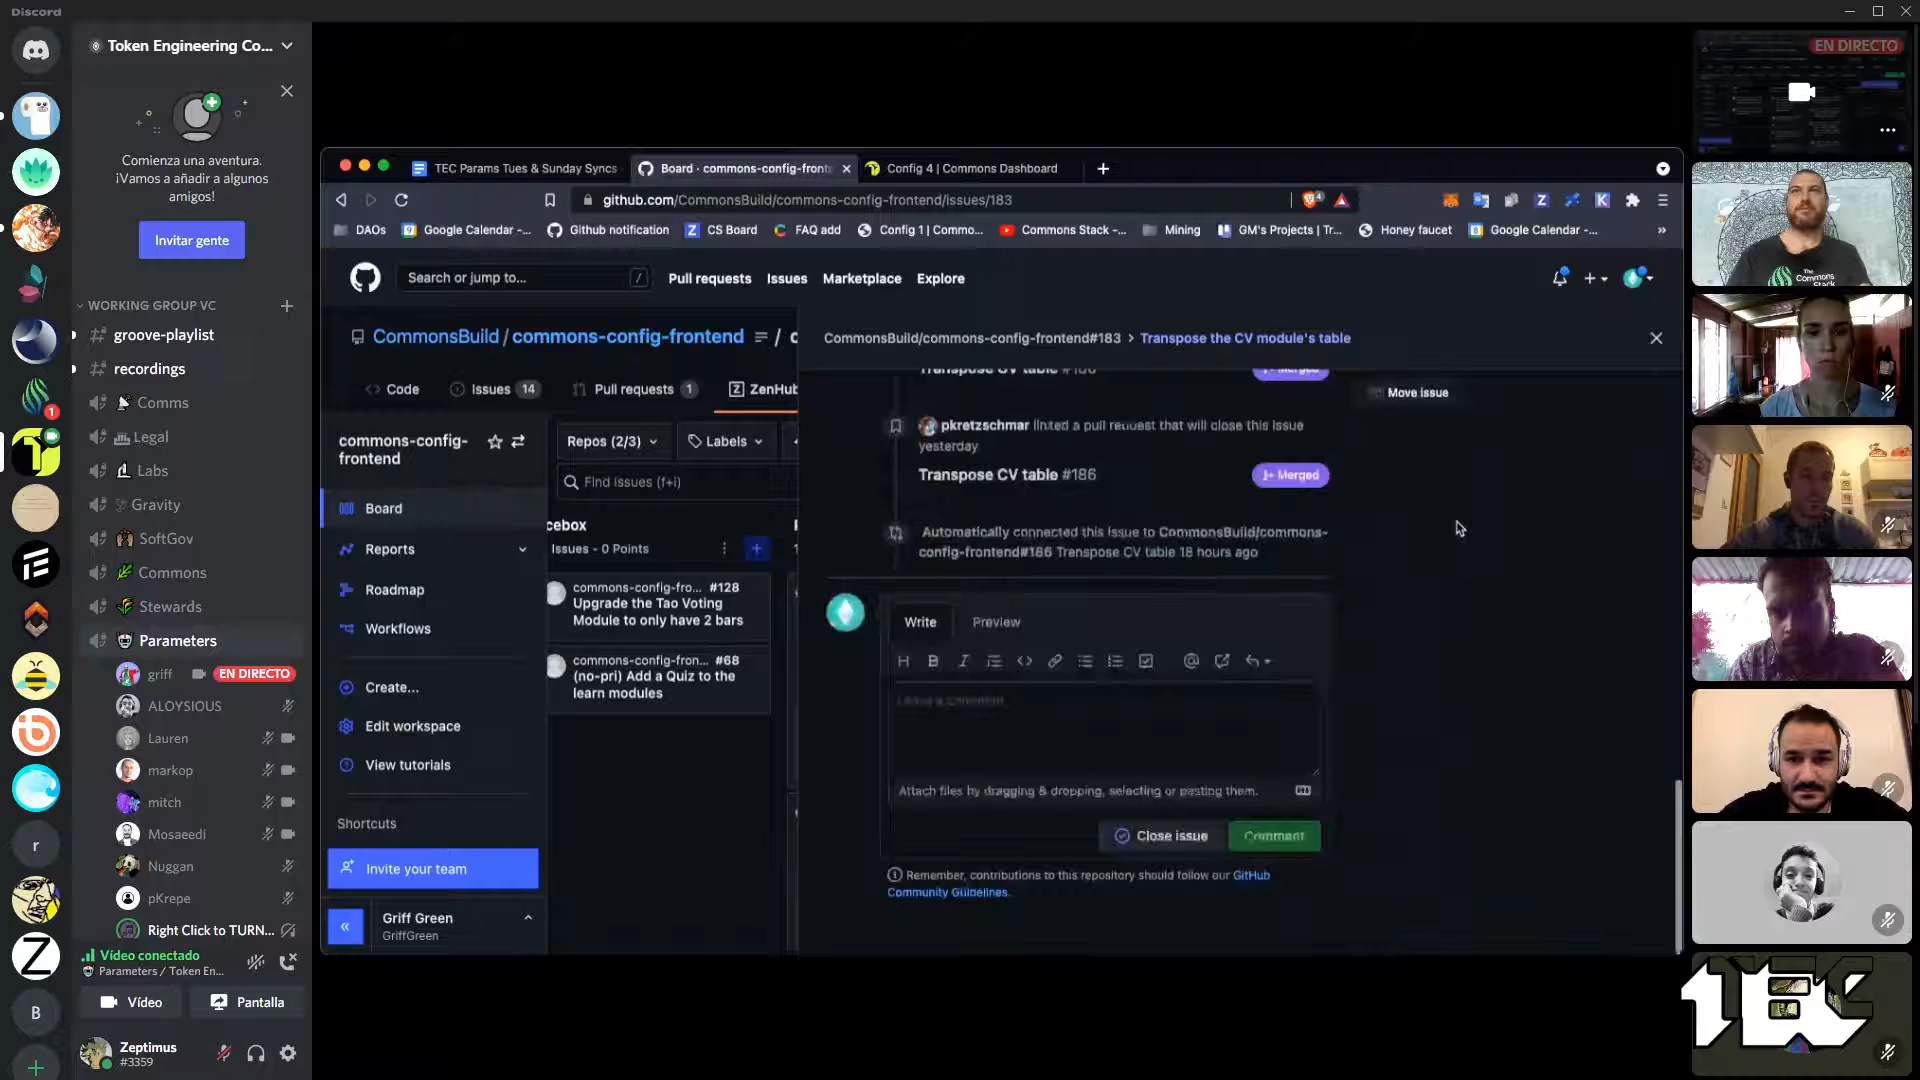 Discord
Token Engineering Co...
Comienza una aventura.
¡Vamos a añadir a algunos
amigos!
Invitar gente
WORKING GROUP VC
groove-playlist
recordings
Comms
Legal
Labs
Gravity
SoftGov
Commons
Stewards
Parameters
griff EN DIRECTO
ALOYSIOUS
Lauren
markop
mitch
Mosaeedi
Nuggan
pKrepe
Right Click to TURN...
Vídeo conectado
Parameters / Token En...
Vídeo
Pantalla
Zeptimus
#3359
1
r
B
TEC Params Tues & Sunday Syncs
Board · commons-config-front
Config 4 | Commons Dashboard
github.com/CommonsBuild/commons-config-frontend/issues/183
DAOs
Google Calendar -...
Github notification
CS Board
FAQ add
Config 1 | Commo...
Commons Stack -...
Mining
GM's Projects | Tr...
Honey faucet
Google Calendar -...
Search or jump to...
/
Pull requests
Issues
Marketplace
Explore
CommonsBuild / commons-config-frontend
Code
Issues 14
Pull requests 1
ZenHub
commons-config-
frontend
Repos (2/3)
Labels
Find issues (f+i)
Board
Reports
Roadmap
Workflows
Create...
Edit workspace
View tutorials
Shortcuts
Invite your team
Griff Green
GriffGreen
cebox
Issues - 0 Points
commons-config-fro... #128
Upgrade the Tao Voting
Module to only have 2 bars
commons-config-fron... #68
(no-pri) Add a Quiz to the
learn modules
CommonsBuild/commons-config-frontend#183 > Transpose the CV module's table
Move issue
pkretzschmar linked a pull request that will close this issue
yesterday
Transpose CV table #186
Merged
Automatically connected this issue to CommonsBuild/commons-
config-frontend#186 Transpose CV table 18 hours ago
Write
Preview
Leave a comment
Attach files by dragging & dropping, selecting or pasting them.
Close issue
Comment
Remember, contributions to this repository should follow our GitHub
Community Guidelines.
EN DIRECTO
The
Commons
Stack
TEC